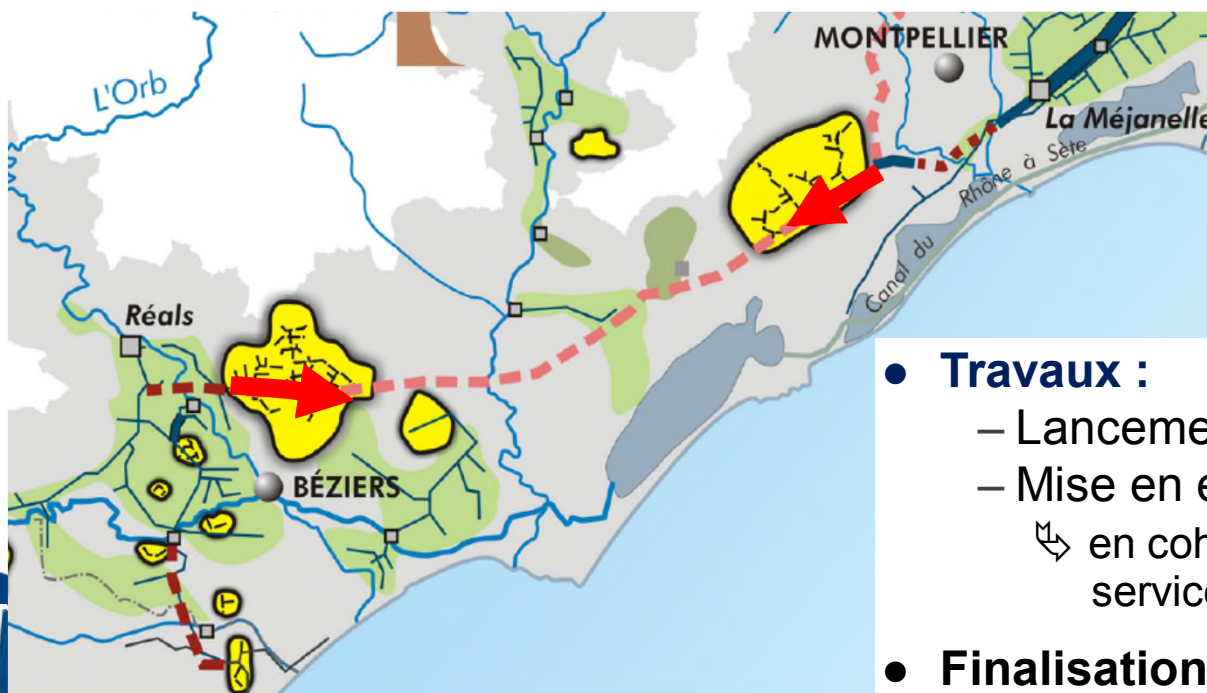 MONTPELLIER
L'Orb
La Méjanelle
Rhône à Sète
Canal du
Réals
BÉZIERS
● Travaux :
– Lanceme
– Mise en e
en coh
service
● Finalisation